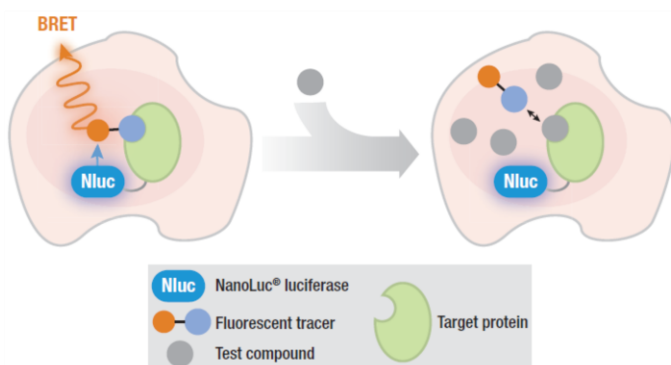 BRET
Nluc
Nluc
Nluc NanoLuc® luciferase
Fluorescent tracer
Test compound
Target protein